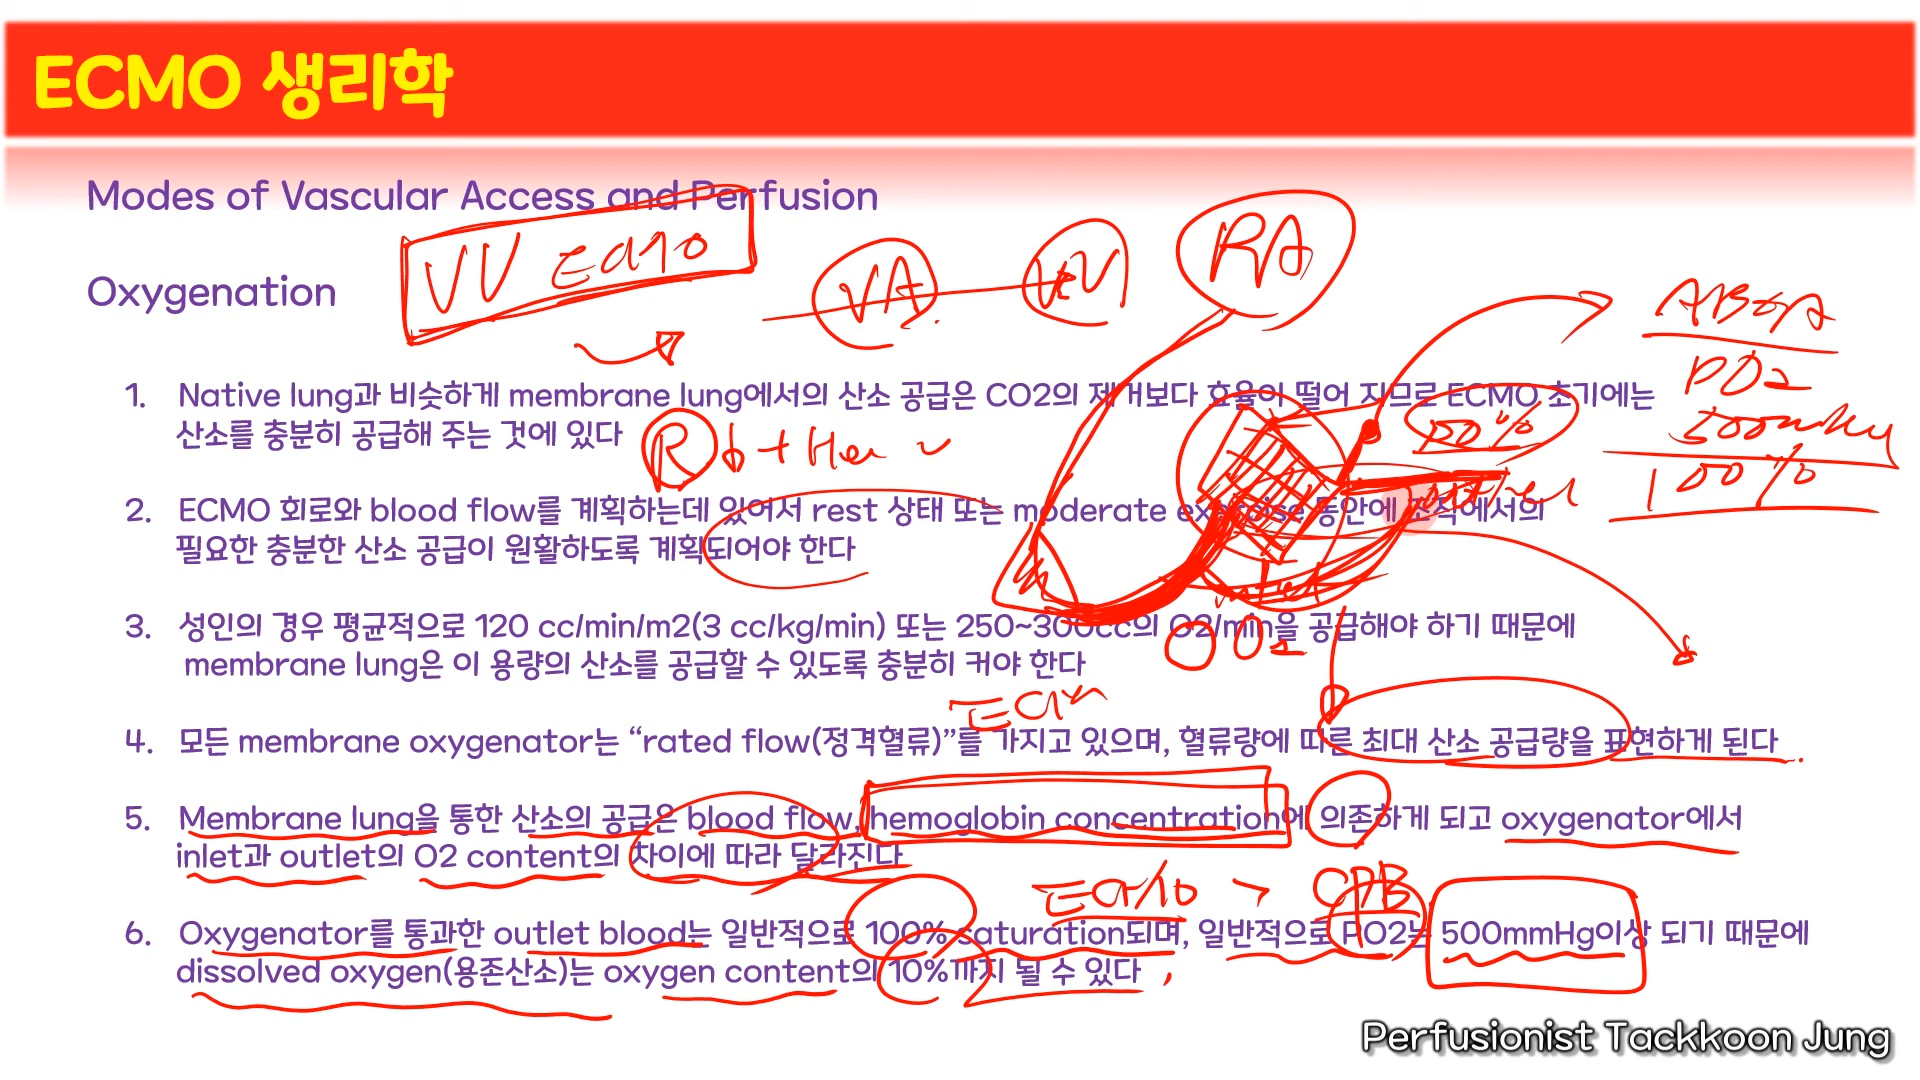 ECMO 생리학
Modes of Vascular Access and Perfusion
VV ECMO
VA
RA
Oxygenation
ABGA
PO2
500mmHg
100%
100%
1. Native lung과 비슷하게 membrane lung에서의 산소 공급은 CO2의 제거보다 효율이 떨어 지므로 ECMO 초기에는
산소를 충분히 공급해 주는 것에 있다
2. ECMO 회로와 blood flow를 계획하는데 있어서 rest 상태 또는 moderate exercise 동안에 조직에서의
필요한 충분한 산소 공급이 원활하도록 계획되어야 한다
3. 성인의 경우 평균적으로 120 cc/min/m2(3 cc/kg/min) 또는 250~300cc의 O2/min을 공급해야 하기 때문에
membrane lung은 이 용량의 산소를 공급할 수 있도록 충분히 커야 한다
O2
4. 모든 membrane oxygenator는 “rated flow(정격혈류)”를 가지고 있으며, 혈류량에 따른 최대 산소 공급량을 표현하게 된다
5. Membrane lung을 통한 산소의 공급은 blood flow, hemoglobin concentration에 의존하게 되고 oxygenator에서
inlet과 outlet의 O2 content의 차이에 따라 달라진다
ECMO > CPB
6. Oxygenator를 통과한 outlet blood는 일반적으로 100% saturation되며, 일반적으로 PO2는 500mmHg이상 되기 때문에
dissolved oxygen(용존산소)는 oxygen content의 10%까지 될 수 있다
Perfusionist Tackkoon Jung